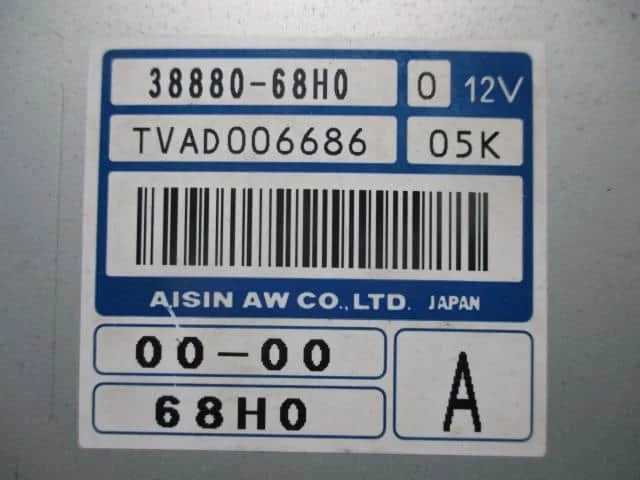 38880-68H0 0 12V
TVAD006686 05K
AISIN AW CO.,LTD. JAPAN
00-00
68H0
A